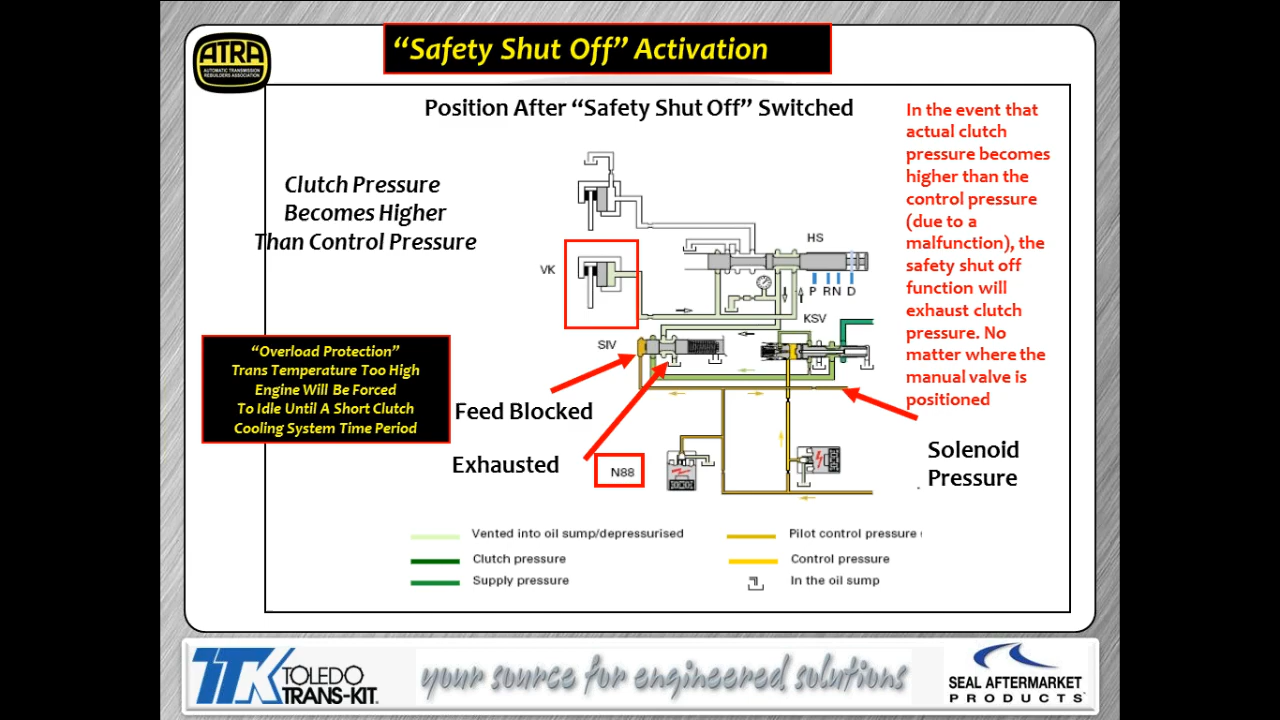 “Safety Shut Off” Activation
ATRA
AUTOMATIC TRANSMISSION
REBUILDERS ASSOCIATION
Position After “Safety Shut Off” Switched
Clutch Pressure
Becomes Higher
Than Control Pressure
In the event that
actual clutch
pressure becomes
higher than the
control pressure
(due to a
malfunction), the
safety shut off
function will
exhaust clutch
pressure. No
matter where the
manual valve is
positioned
HS
VK
P R N D
KSV
SIV
“Overload Protection”
Trans Temperature Too High
Engine Will Be Forced
To Idle Until A Short Clutch
Cooling System Time Period
Feed Blocked
Exhausted
N88
Solenoid
Pressure
Vented into oil sump/depressurised
Clutch pressure
Supply pressure
Pilot control pressure
Control pressure
In the oil sump
TTK TOLEDO
TRANS-KIT.
your source for engineered solutions
SEAL AFTERMARKET
PRODUCTS